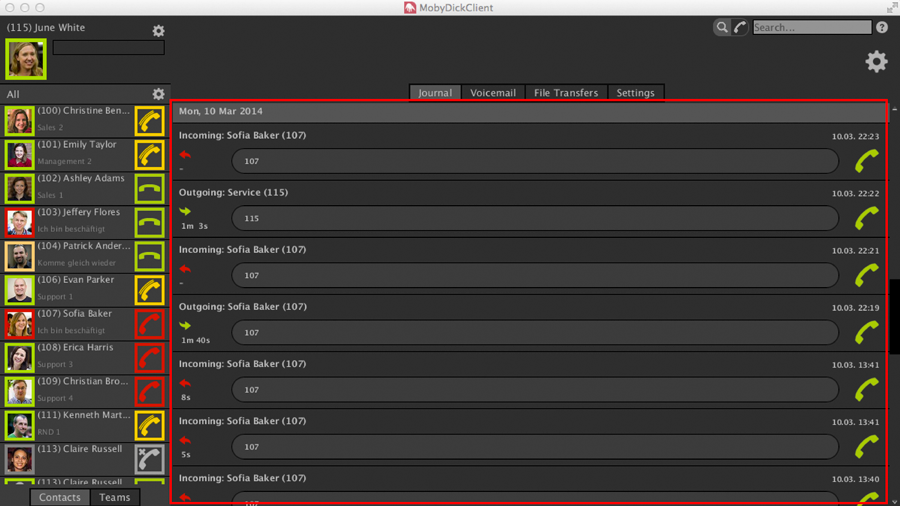 MobyDickClient
(115) June White
Search...
?
All
Journal
Voicemail
File Transfers
Settings
(100) Christine Ben...
Sales 2
(101) Emily Taylor
Management 2
(102) Ashley Adams
Sales 1
(103) Jeffery Flores
Ich bin beschäftigt
(104) Patrick Ander...
Komme gleich wieder
(106) Evan Parker
Support 1
(107) Sofia Baker
Ich bin beschäftigt
(108) Erica Harris
Support 3
(109) Christian Bro...
Support 4
(111) Kenneth Mart...
RND 1
(113) Claire Russell
(113) Claire Russell
Contacts
Teams
Mon, 10 Mar 2014
Incoming: Sofia Baker (107)
10.03. 22:23
-
107
Outgoing: Service (115)
10.03. 22:22
1m 3s
115
Incoming: Sofia Baker (107)
10.03. 22:21
-
107
Outgoing: Sofia Baker (107)
10.03. 22:19
1m 40s
107
Incoming: Sofia Baker (107)
10.03. 13:41
8s
107
Incoming: Sofia Baker (107)
10.03. 13:41
5s
107
Incoming: Sofia Baker (107)
10.03. 13:40
107